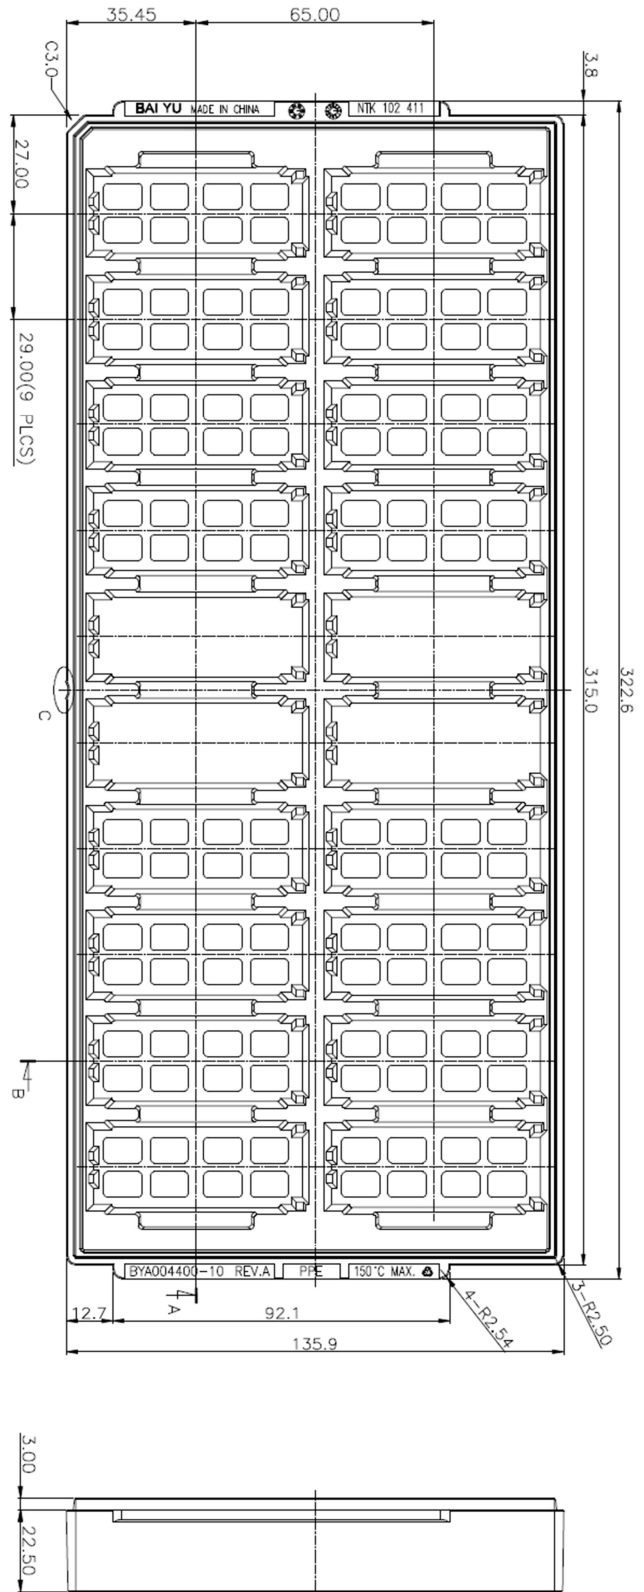 35.45
65.00
3.8
C3.0
BAI YU MADE IN CHINA
NTK 102 411
27.00
29.00(9 PLCS)
322.6
315.0
C
B
BYA004400-10 REV.A
PPE
150°C MAX.
A
12.7
92.1
4-R2.54
3-R2.50
135.9
3.00
22.50